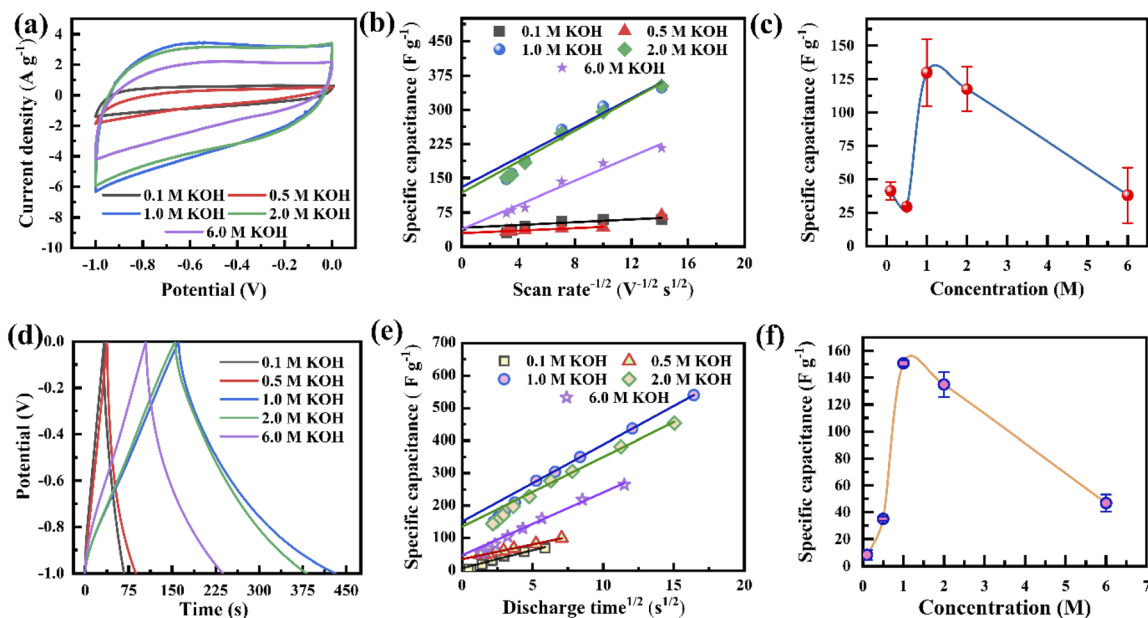 (a)
4
2
0
-2
-4
-6
-8
-10
Current density (A g⁻¹)
0.1 M KOH
0.5 M KOH
1.0 M KOH
2.0 M KOH
6.0 M KOH
-1.0
-0.8
-0.6
-0.4
-0.2
0.0
Potential (V)
(b)
450
375
300
225
150
75
0
Specific capacitance (F g⁻¹)
0.1 M KOH
0.5 M KOH
1.0 M KOH
2.0 M KOH
6.0 M KOH
0
4
8
12
16
20
Scan rate⁻¹/² (V⁻¹/² s¹/²)
(c)
150
125
100
75
50
25
0
Specific capacitance (F g⁻¹)
0
1
2
3
4
5
6
Concentration (M)
(d)
0.0
-0.2
-0.4
-0.6
-0.8
-1.0
Potential (V)
0.1 M KOH
0.5 M KOH
1.0 M KOH
2.0 M KOH
6.0 M KOH
0
75
150
225
300
375
450
Time (s)
(e)
700
600
500
400
300
200
100
0
Specific capacitance ( F g⁻¹)
0.1 M KOH
0.5 M KOH
1.0 M KOH
2.0 M KOH
6.0 M KOH
0
5
10
15
20
Discharge time¹/² (s¹/²)
(f)
160
140
120
100
80
60
40
20
0
Specific capacitance (F g⁻¹)
0
1
2
3
4
5
6
7
Concentration (M)